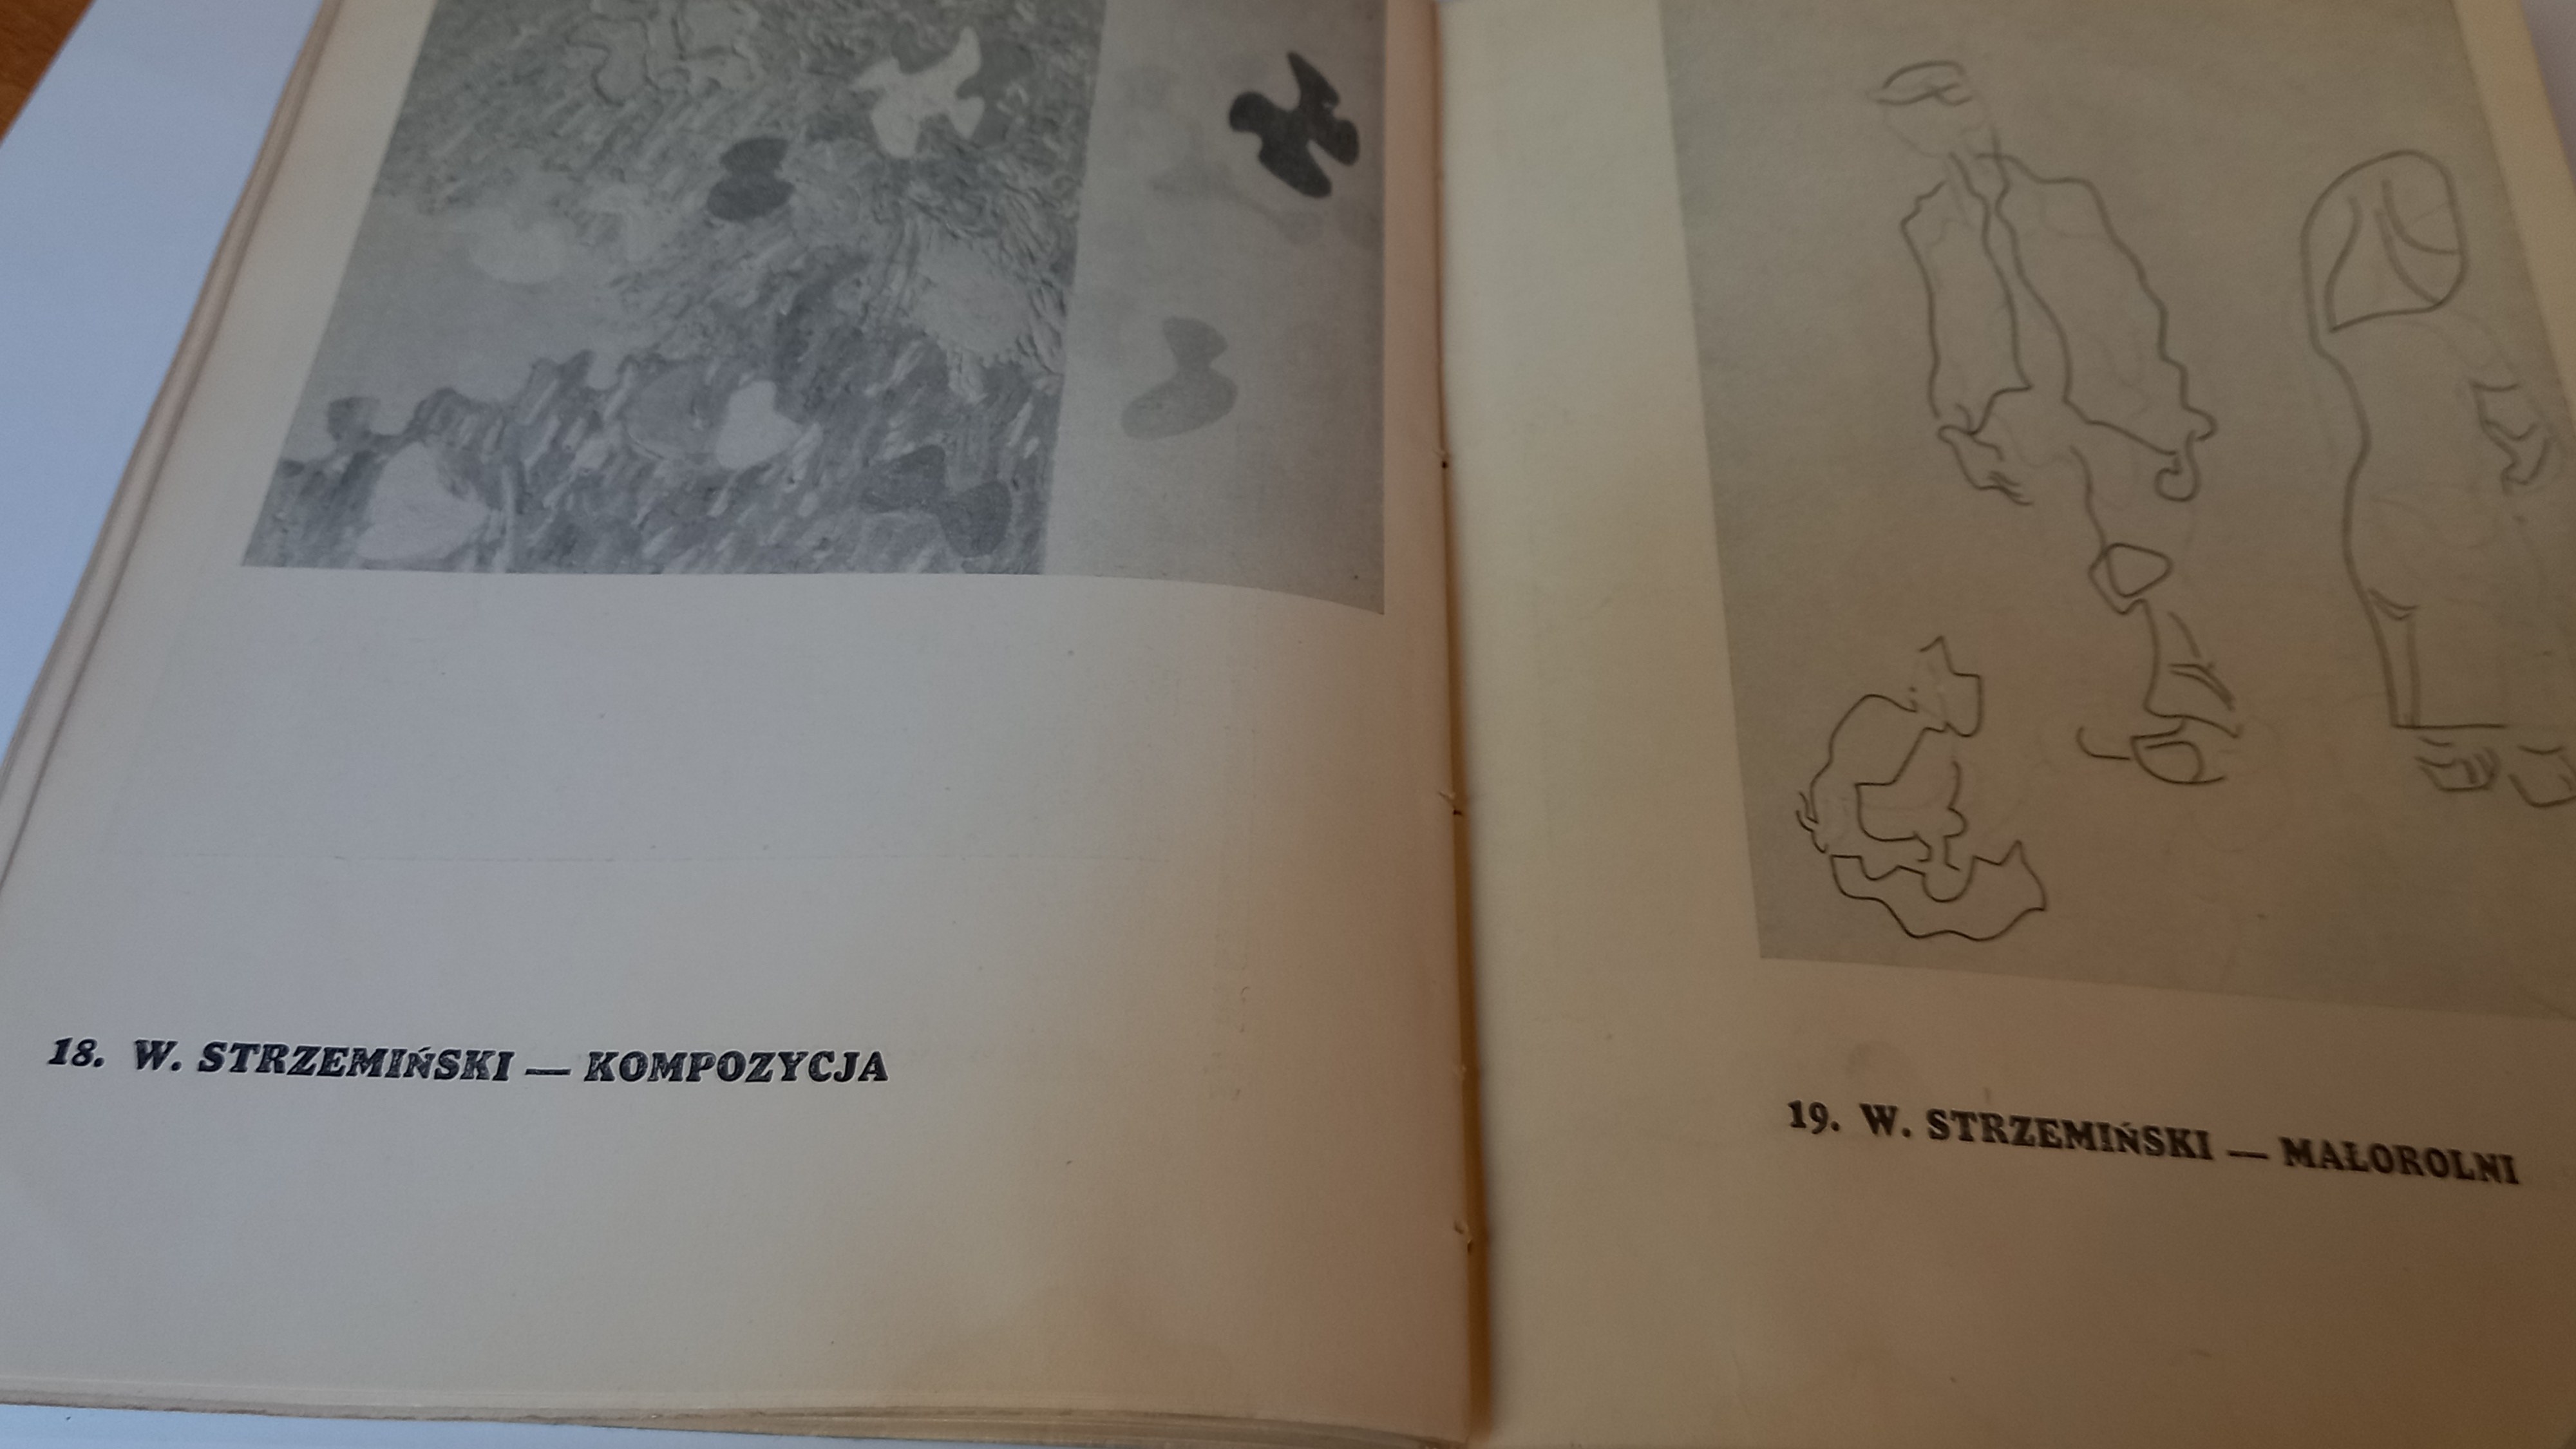 18. W. STRZEMIŃSKI — KOMPOZYCJA
19. W. STRZEMIŃSKI — MAŁOROLNI